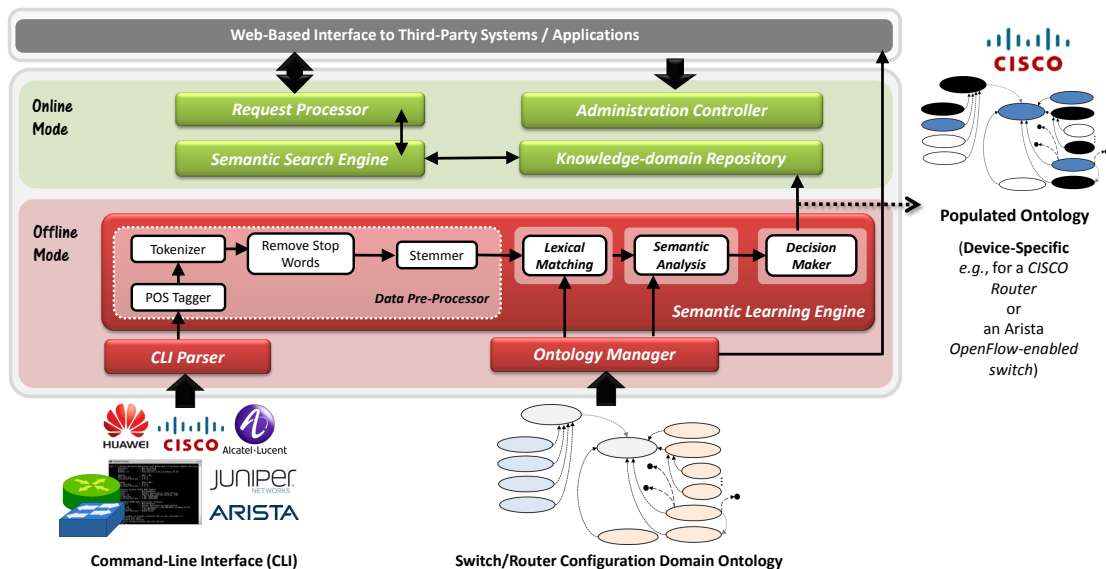 Web-Based Interface to Third-Party Systems / Applications
Online
Mode
Request Processor
Administration Controller
Semantic Search Engine
Knowledge-domain Repository
Offline
Mode
Tokenizer
Remove Stop
Words
Stemmer
POS Tagger
Data Pre-Processor
Lexical
Matching
Semantic
Analysis
Decision
Maker
Semantic Learning Engine
CLI Parser
Ontology Manager
HUAWEI
CISCO
Alcatel·Lucent
JUNIPER
NETWORKS
ARISTA
Command-Line Interface (CLI)
Switch/Router Configuration Domain Ontology
CISCO
Populated Ontology
(Device-Specific
e.g., for a CISCO
Router
or
an Arista
OpenFlow-enabled
switch)